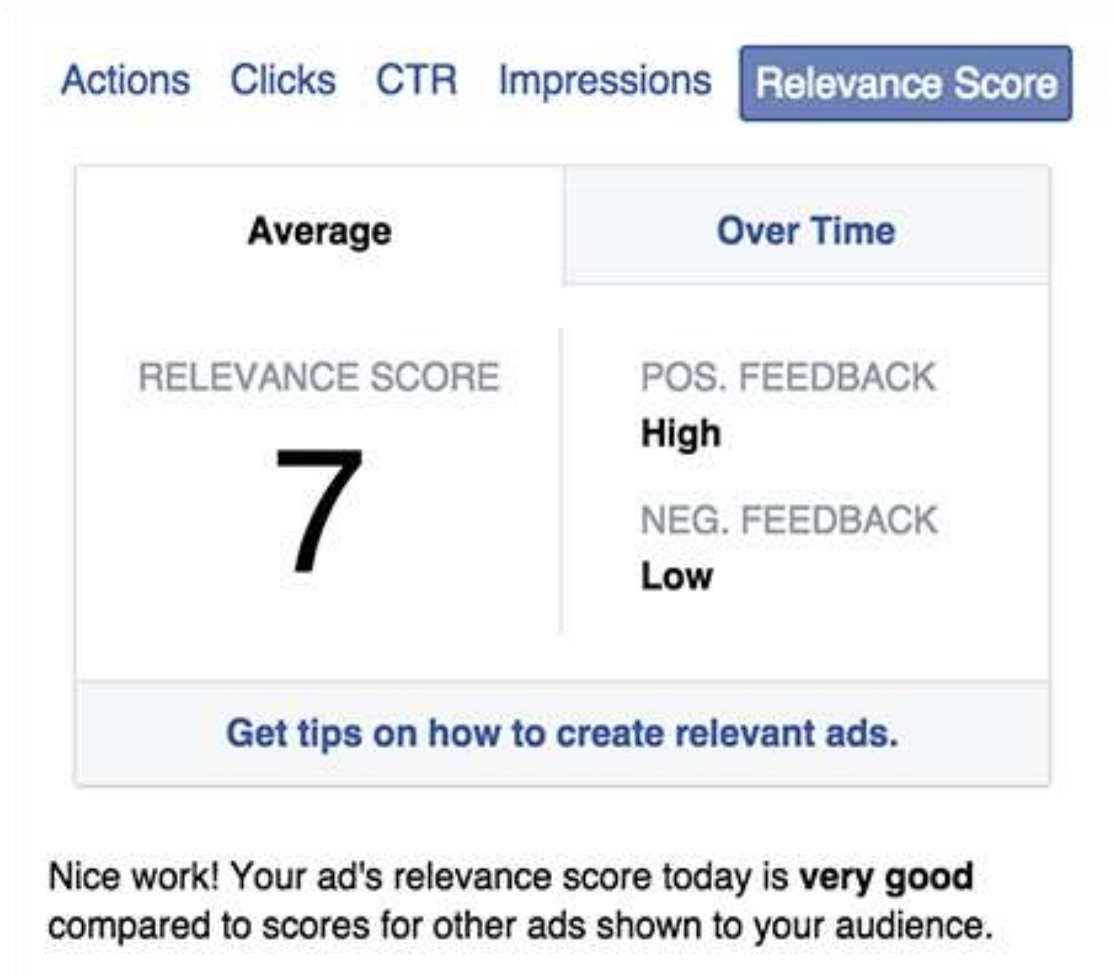 Actions Clicks CTR Impressions Relevance Score
Average Over Time
RELEVANCE SCORE
7
POS. FEEDBACK
High
NEG. FEEDBACK
Low
Get tips on how to create relevant ads.
Nice work! Your ad's relevance score today is very good
compared to scores for other ads shown to your audience.